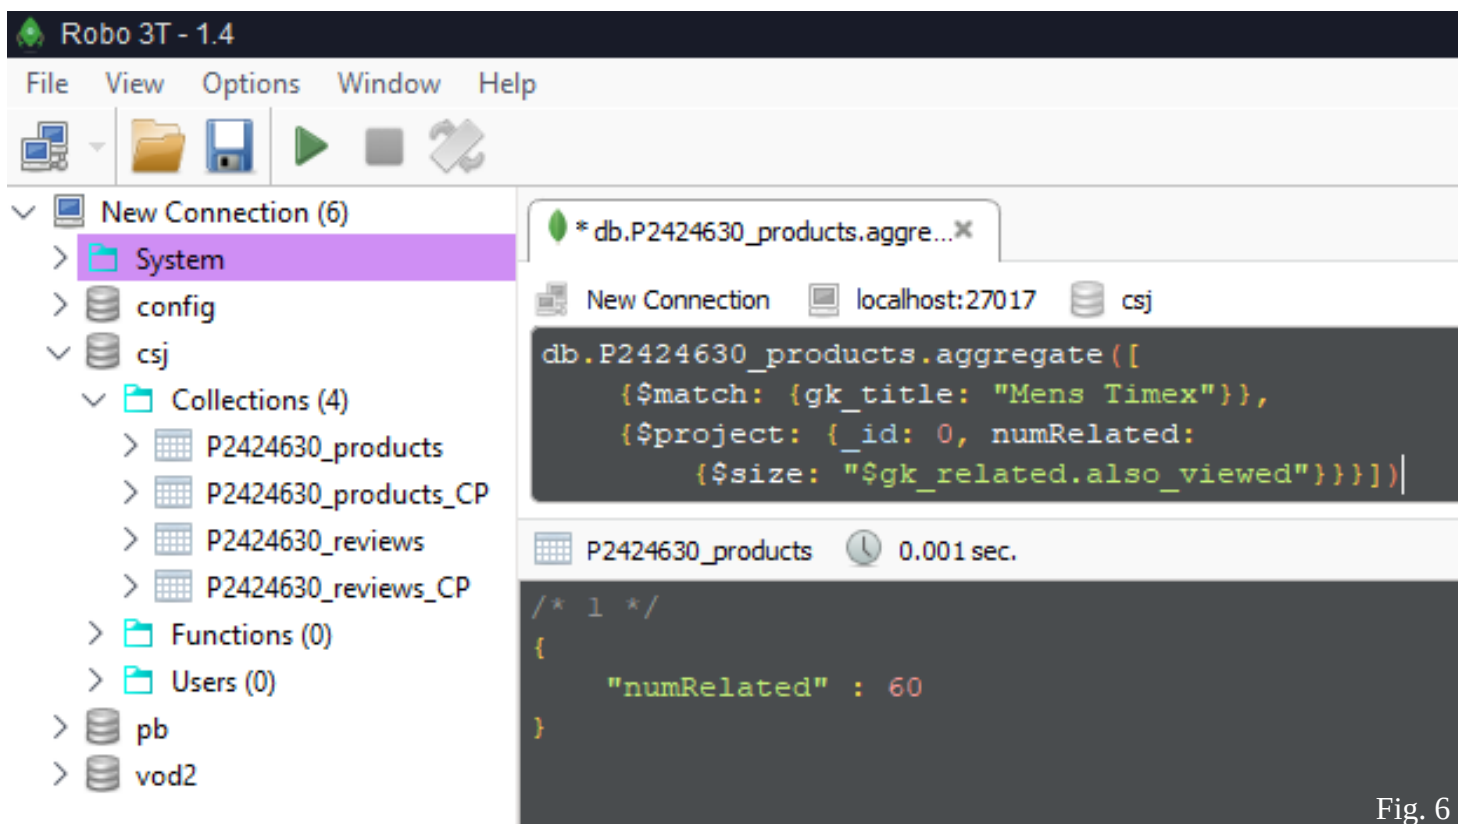 Robo 3T - 1.4
File View Options Window Help
New Connection (6)
System
config
csj
Collections (4)
P2424630_products
P2424630_products_CP
P2424630_reviews
P2424630_reviews_CP
Functions (0)
Users (0)
pb
vod2
* db.P2424630_products.aggre...
New Connection localhost:27017 csj
db.P2424630_products.aggregate([
{$match: {gk_title: "Mens Timex"}},
{$project: {_id: 0, numRelated:
{$size: "$gk_related.also_viewed"}}}])
P2424630_products 0.001 sec.
/* 1 */
{
"numRelated" : 60
}
Fig. 6